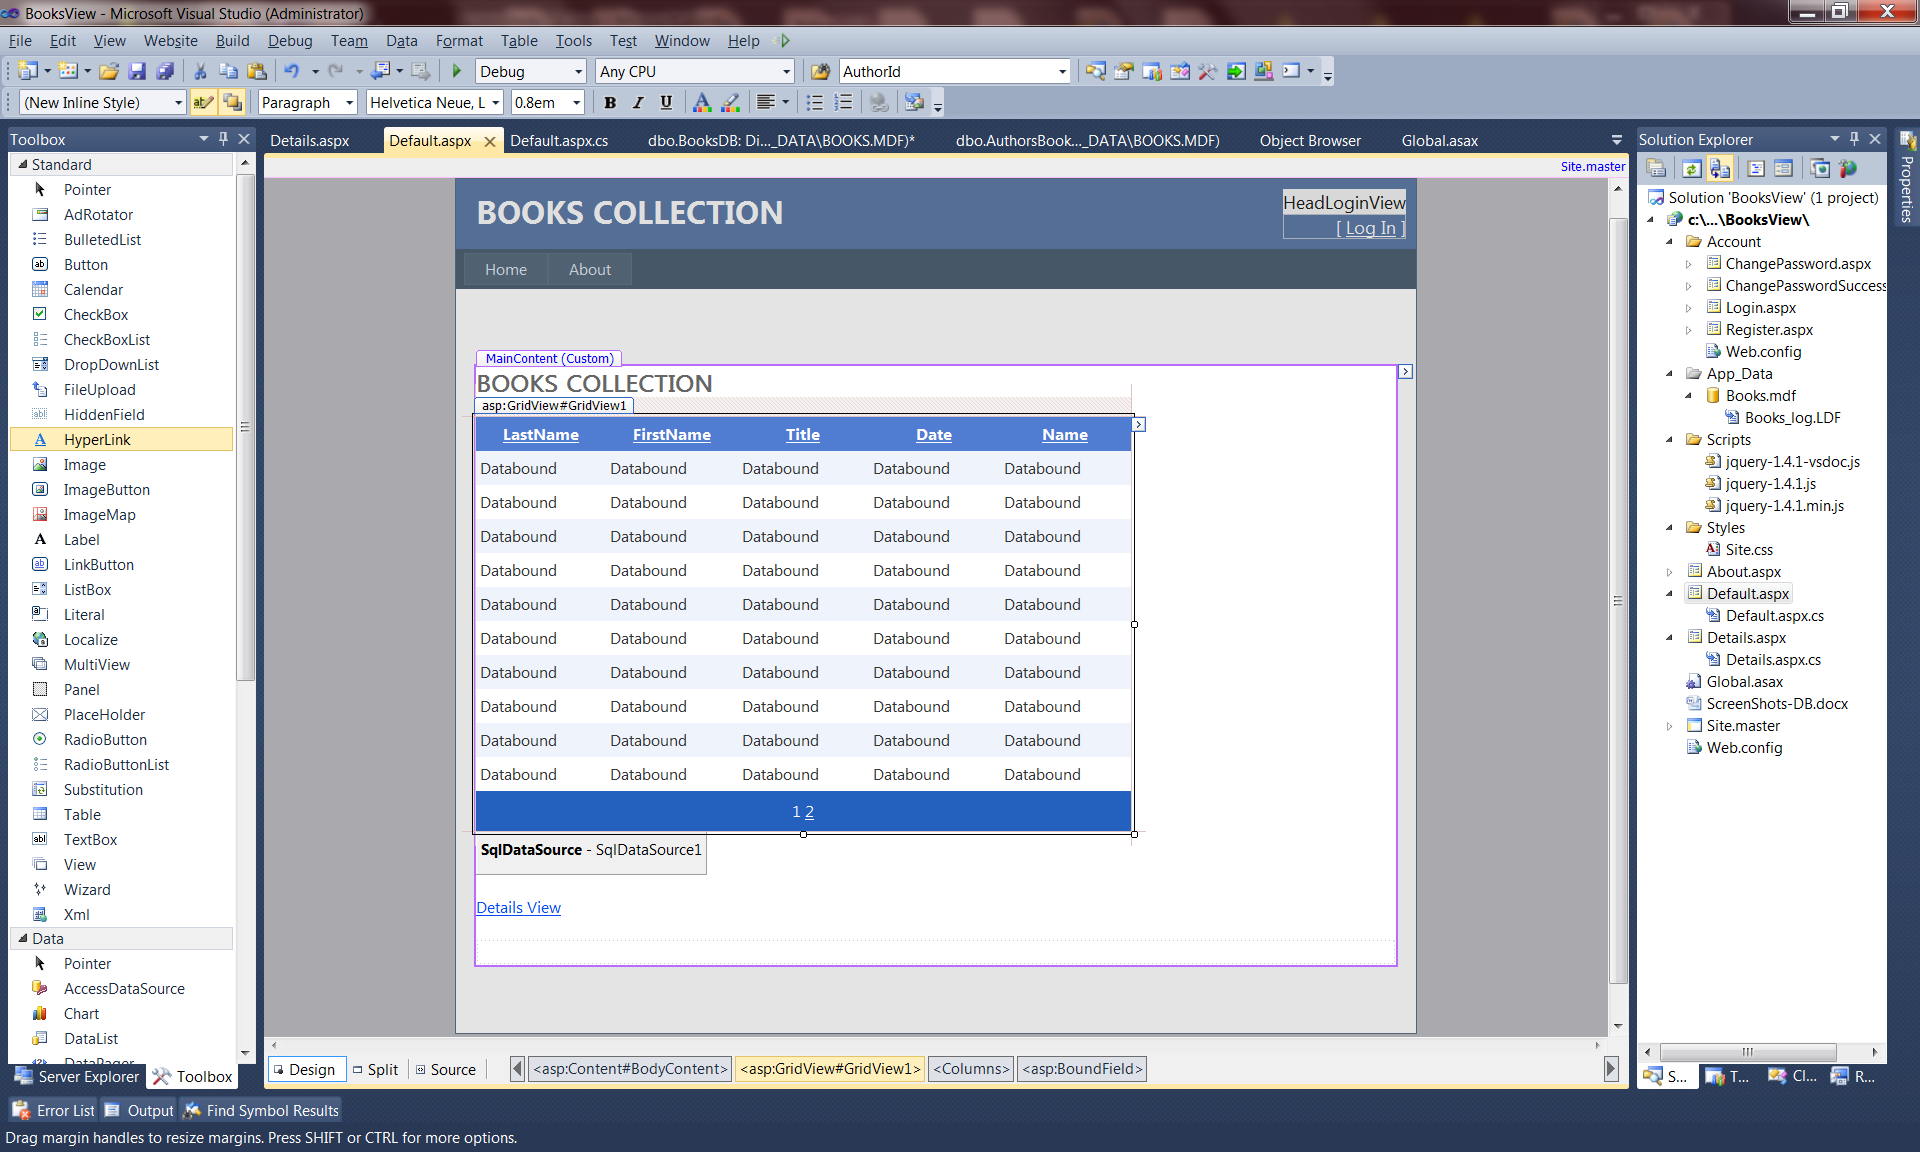 BooksView - Microsoft Visual Studio (Administrator)
File Edit View Website Build Debug Team Data Format Table Tools Test Window Help
Debug Any CPU AuthorId
(New Inline Style) Paragraph Helvetica Neue, L 0.8em B I U
Toolbox
Standard
Pointer
AdRotator
BulletedList
Button
Calendar
CheckBox
CheckBoxList
DropDownList
FileUpload
HiddenField
HyperLink
Image
ImageButton
ImageMap
Label
LinkButton
ListBox
Literal
Localize
MultiView
Panel
PlaceHolder
RadioButton
RadioButtonList
Substitution
Table
TextBox
View
Wizard
Xml
Data
Pointer
AccessDataSource
Chart
DataList
DataPager
Server Explorer Toolbox
Details.aspx Default.aspx Default.aspx.cs dbo.BooksDB: Di..._DATA\BOOKS.MDF)* dbo.AuthorsBook..._DATA\BOOKS.MDF) Object Browser Global.asax
Site.master
BOOKS COLLECTION
HeadLoginView
[ Log In ]
Home About
MainContent (Custom)
BOOKS COLLECTION
asp:GridView#GridView1
LastName FirstName Title Date Name
Databound Databound Databound Databound Databound
Databound Databound Databound Databound Databound
Databound Databound Databound Databound Databound
Databound Databound Databound Databound Databound
Databound Databound Databound Databound Databound
Databound Databound Databound Databound Databound
Databound Databound Databound Databound Databound
Databound Databound Databound Databound Databound
Databound Databound Databound Databound Databound
Databound Databound Databound Databound Databound
1 2
SqlDataSource - SqlDataSource1
Details View
Design Split Source <asp:Content#BodyContent> <asp:GridView#GridView1> <Columns> <asp:BoundField>
Solution Explorer
Solution 'BooksView' (1 project)
c:\...\BooksView\
Account
ChangePassword.aspx
ChangePasswordSuccess
Login.aspx
Register.aspx
Web.config
App_Data
Books.mdf
Books_log.LDF
Scripts
jquery-1.4.1-vsdoc.js
jquery-1.4.1.js
jquery-1.4.1.min.js
Styles
Site.css
About.aspx
Default.aspx
Default.aspx.cs
Details.aspx
Details.aspx.cs
Global.asax
ScreenShots-DB.docx
Site.master
Web.config
S... T... Cl... R...
Properties
Error List Output Find Symbol Results
Drag margin handles to resize margins. Press SHIFT or CTRL for more options.